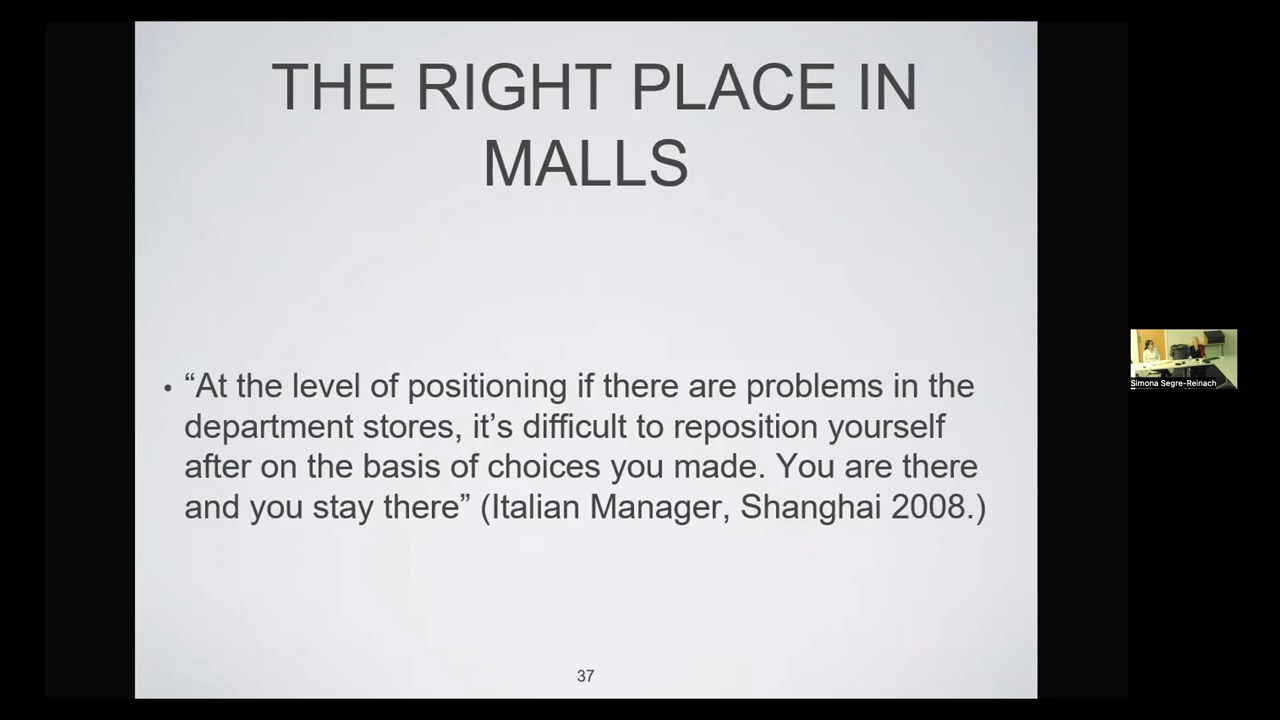 THE RIGHT PLACE IN
MALLS
• “At the level of positioning if there are problems in the
department stores, it’s difficult to reposition yourself
after on the basis of choices you made. You are there
and you stay there” (Italian Manager, Shanghai 2008.)
37
Simona Segre-Reinach